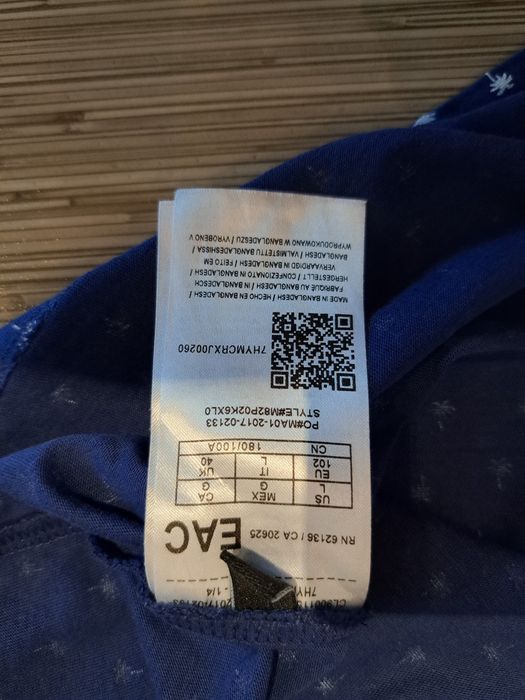 RN 62136 / CA 20625
EAC
US MEX CA
L G G
EU IT UK
102 L 40
CN
180/100A
PO#MA01-2017-02133
STYLE#M82P02K6XL0
7HYMCRXJ00260
MADE IN BANGLADESH / HECH EN BANGLADESH /
FABRIQUE AU BANGLADESH / IN BANGLADESCH
HERGESTELLT / CONFEZIONATO IN BANGLADESH /
VERVAARDIGD IN BANGLADESH / FEITO EM
BANGLADESH / VALMISTETTU BANGLADESHISSA /
WYPRODUKOWANO W BANGLADESZU / VYROBENO V